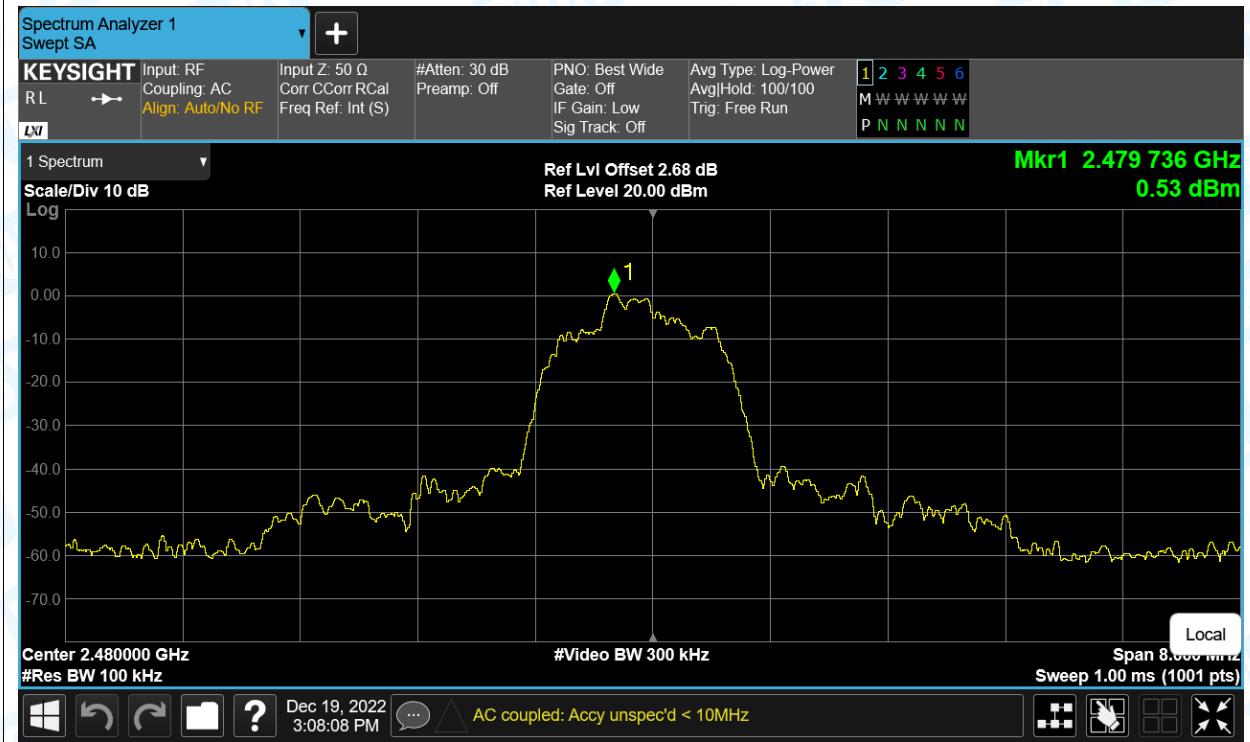 Spectrum Analyzer 1
Swept SA
KEYSIGHT
R L
LXI
Input: RF
Coupling: AC
Align: Auto/No RF
Input Z: 50 Ω
Corr CCorr RCal
Freq Ref: Int (S)
#Atten: 30 dB
Preamp: Off
PNO: Best Wide
Gate: Off
IF Gain: Low
Sig Track: Off
Avg Type: Log-Power
Avg|Hold: 100/100
Trig: Free Run
1 2 3 4 5 6
M W W W W W
P N N N N N
1 Spectrum
Scale/Div 10 dB
Log
Ref Lvl Offset 2.68 dB
Ref Level 20.00 dBm
Mkr1 2.479 736 GHz
0.53 dBm
10.0
0.00
-10.0
-20.0
-30.0
-40.0
-50.0
-60.0
-70.0
1
Local
Center 2.480000 GHz
#Res BW 100 kHz
#Video BW 300 kHz
Span 8.000 MHz
Sweep 1.00 ms (1001 pts)
?
Dec 19, 2022
3:08:08 PM
AC coupled: Accy unspec'd < 10MHz